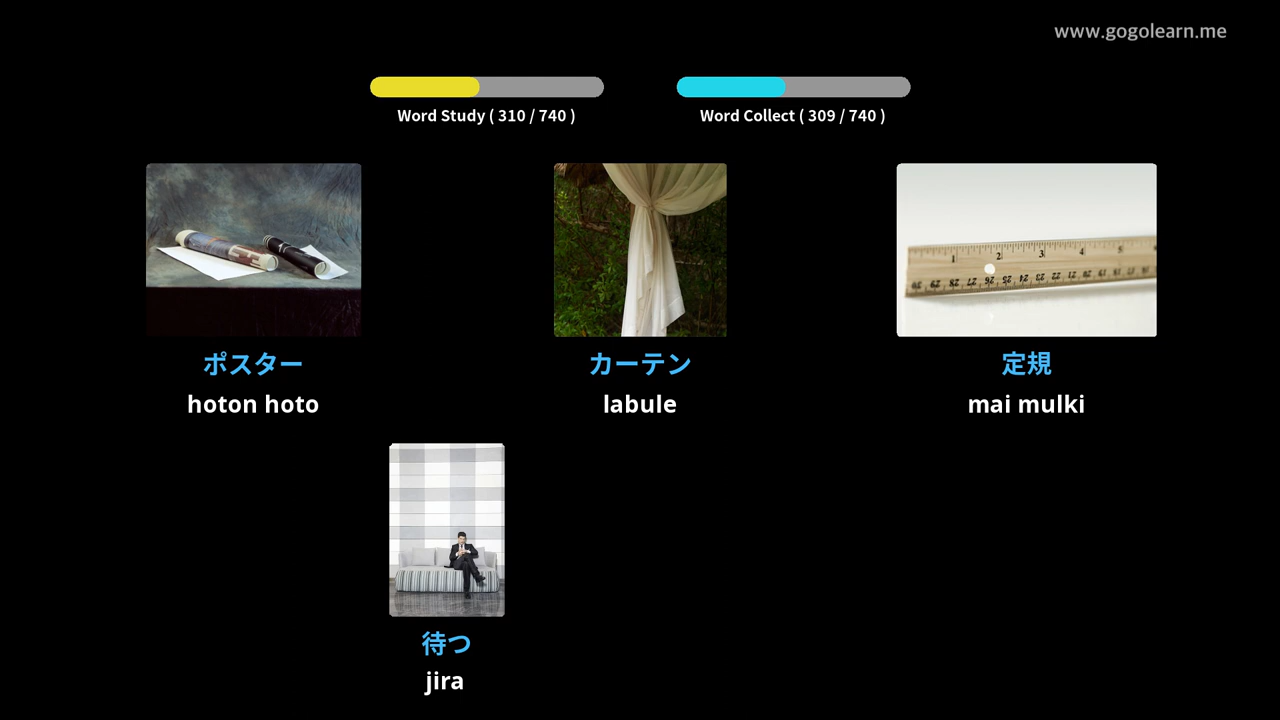 www.gogolearn.me
Word Study ( 310 / 740 )
Word Collect ( 309 / 740 )
ポスター
hoton hoto
カーテン
labule
定規
mai mulki
待つ
jira